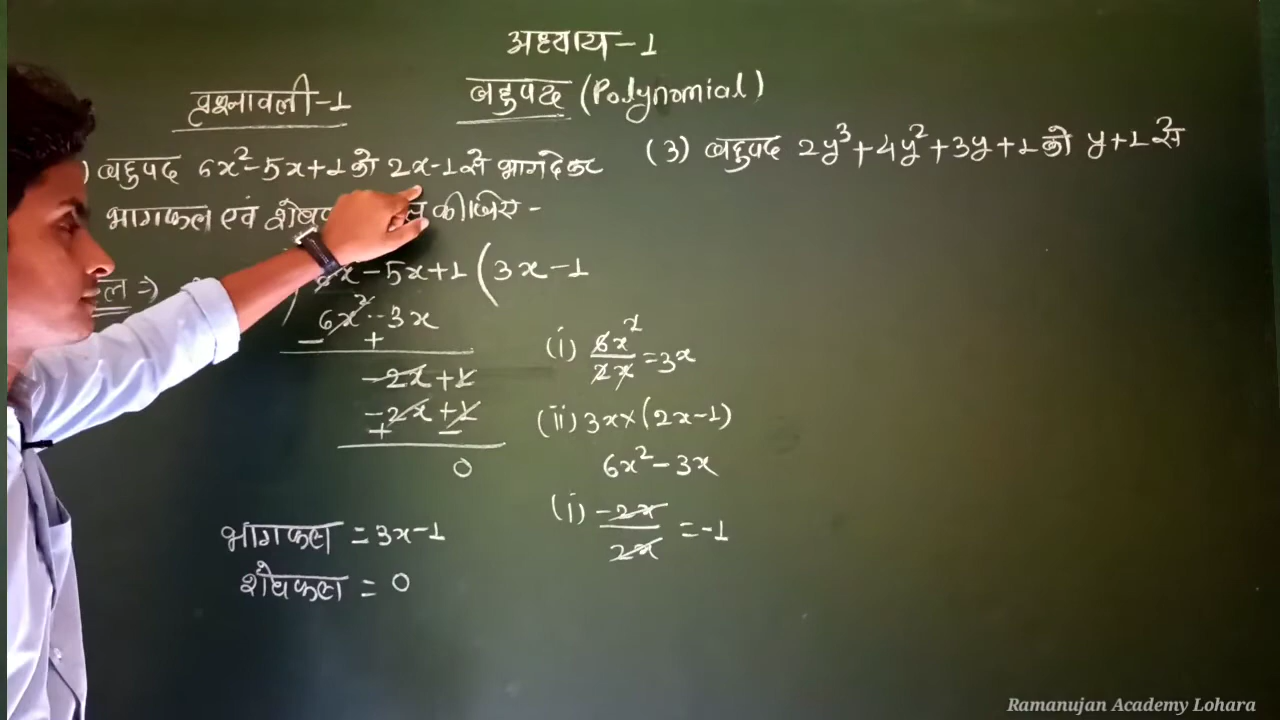 अध्याय-1
बहुपद (Polynomial)
प्रश्नावली-1
) बहुपद 6x²-5x+1 को 2x-1 से भाग देकर
भागफल एवं कीजिए -
⇒) -5x+1 ( 3x-1
6x²-3x
- +
-2x+1
-2x+1
+ -
0
भागफल = 3x-1
शेषफल = 0
(i) 6x²/2x = 3x
(ii) 3x×(2x-1)
6x²-3x
(i) -2x/2x = -1
(3) बहुपद 2y³+4y²+3y+1 को y+1 से
Ramanujan Academy Lohara